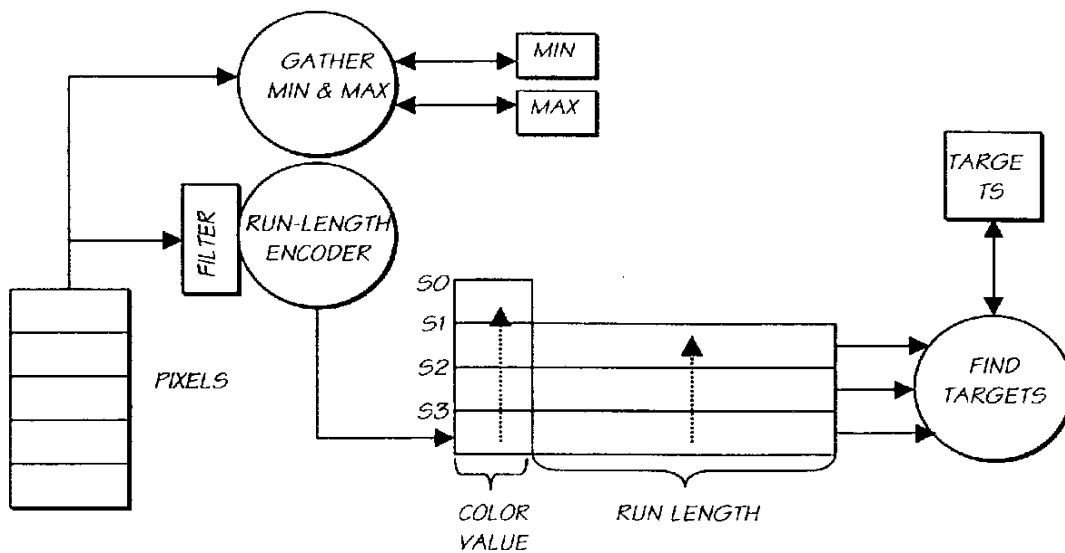 GATHER
MIN & MAX
MIN
MAX
FILTER
RUN-LENGTH
ENCODER
TARGE
TS
S0
S1
S2
S3
PIXELS
FIND
TARGETS
COLOR
VALUE
RUN LENGTH